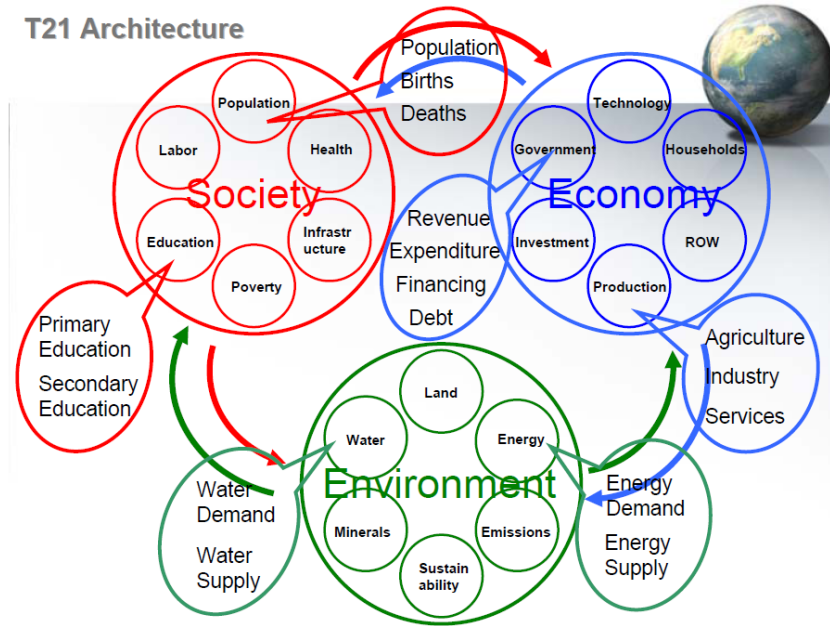 T21 Architecture
Population
Births
Deaths
Population
Labor
Health
Society
Education
Infrastr
ucture
Poverty
Technology
Government
Households
Economy
Investment
ROW
Production
Revenue
Expenditure
Financing
Debt
Primary
Education
Secondary
Education
Agriculture
Industry
Services
Land
Water
Energy
Environment
Minerals
Emissions
Sustain
ability
Water
Demand
Water
Supply
Energy
Demand
Energy
Supply